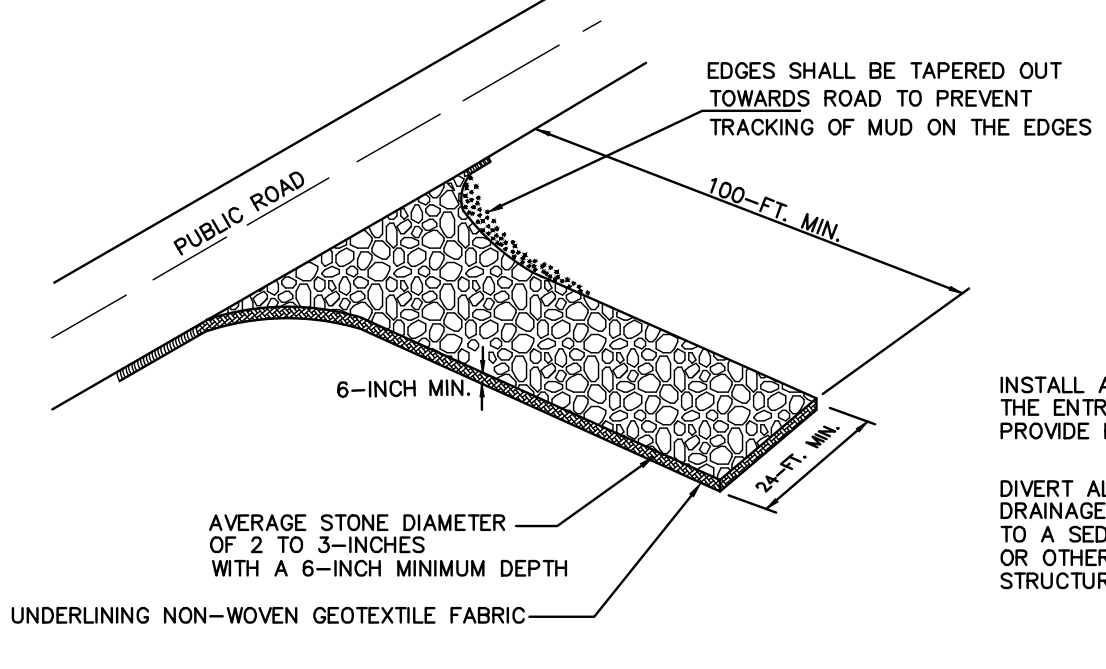 EDGES SHALL BE TAPERED OUT
TOWARDS ROAD TO PREVENT
TRACKING OF MUD ON THE EDGES
PUBLIC ROAD
100-FT. MIN.
6-INCH MIN.
24-FT. MIN.
AVERAGE STONE DIAMETER
OF 2 TO 3-INCHES
WITH A 6-INCH MINIMUM DEPTH
UNDERLINING NON-WOVEN GEOTEXTILE FABRIC
INSTALL
THE
PROVIDE
DIVERT
DRAINAGE
TO A
OR OTHER